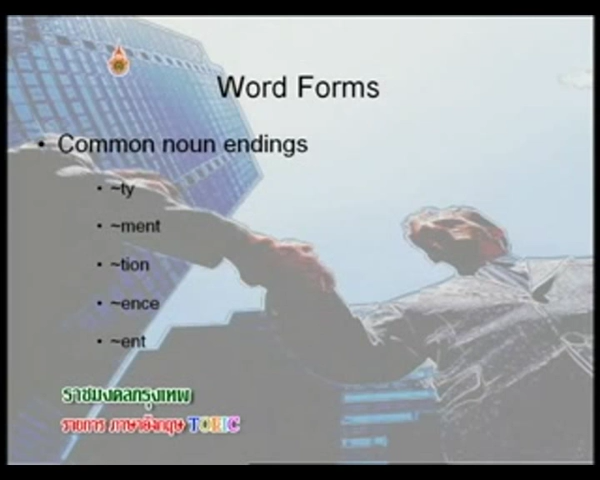 Word Forms
• Common noun endings
• ~ty
• ~ment
• ~tion
• ~ence
• ~ent
ราชมงคลกรุงเทพ
รายการ ภาษาอังกฤษ TOEIC